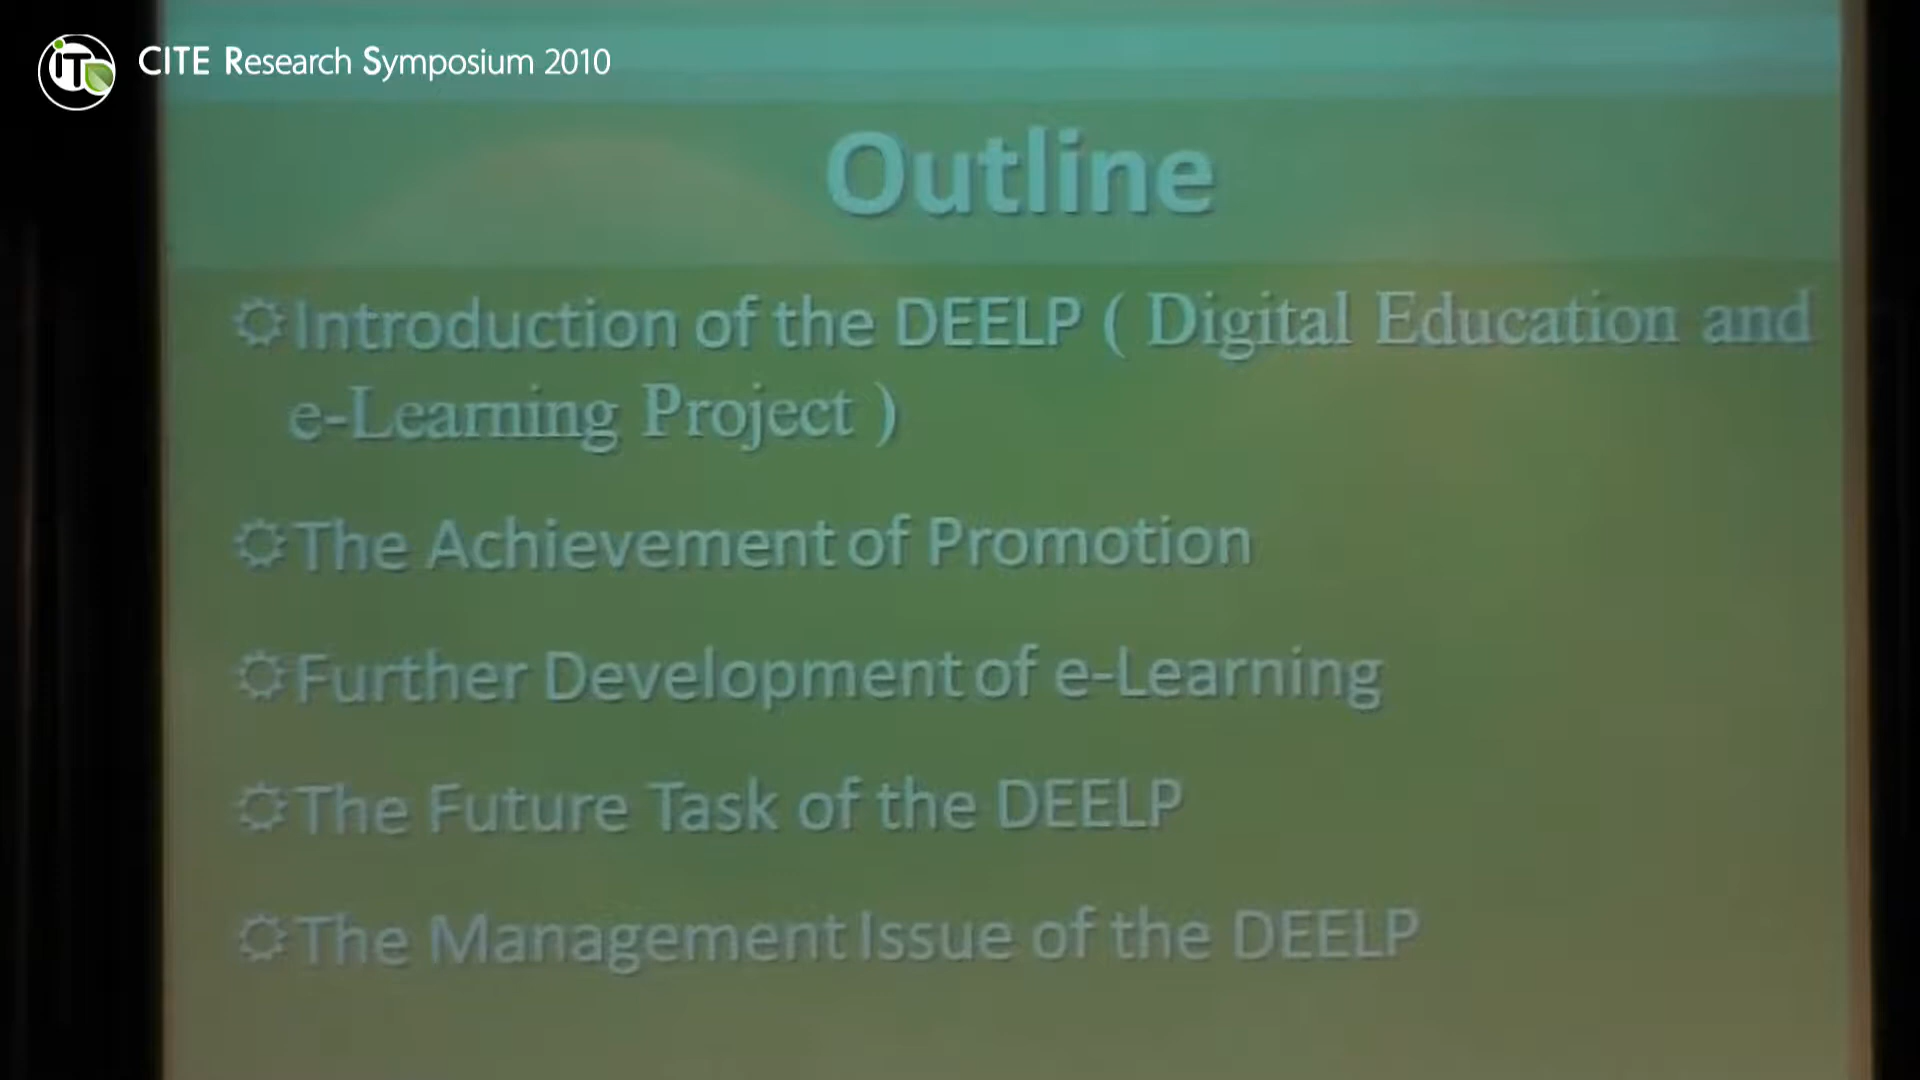 CITE Research Symposium 2010
Outline
Introduction of the DEELP ( Digital Education and
e-Learning Project )
The Achievement of Promotion
Further Development of e-Learning
The Future Task of the DEELP
The Management Issue of the DEELP